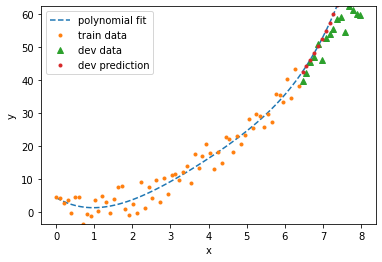 polynomial fit
train data
dev data
dev prediction
60
50
40
30
20
10
0
y
0 1 2 3 4 5 6 7 8
x